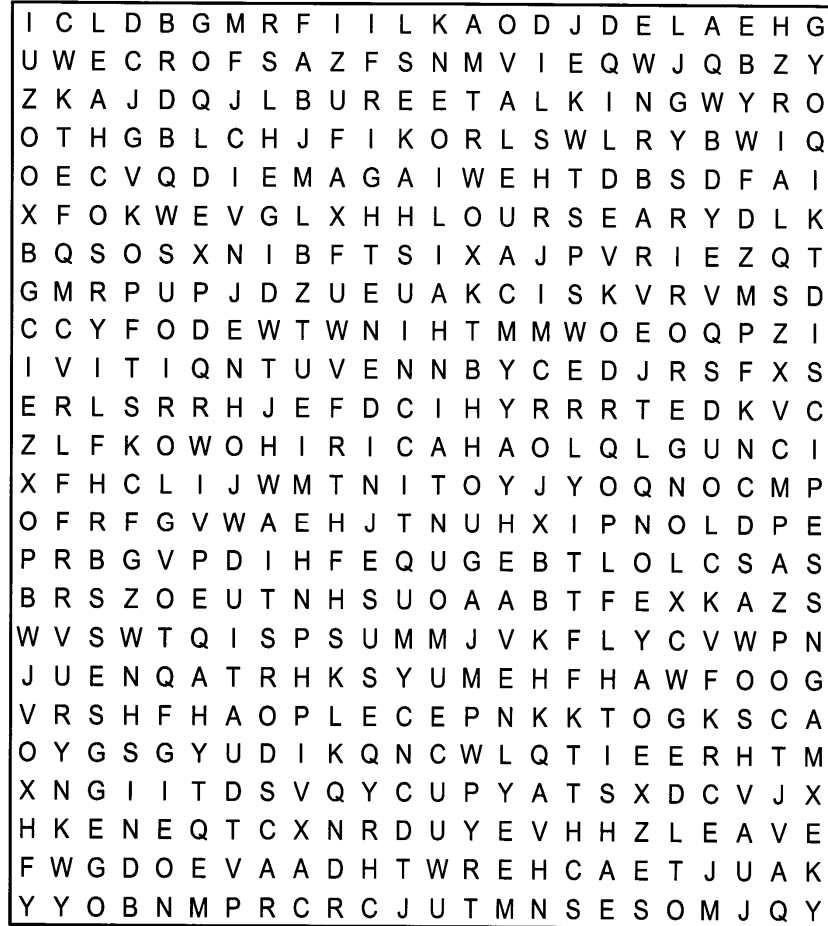 I C L D B G M R F I I L K A O D J D E L A E H G
U W E C R O F S A Z F S N M V I E Q W J Q B Z Y
Z K A J D Q J L B U R E E T A L K I N G W Y R O
O T H G B L C H J F I K O R L S W L R Y B W I Q
O E C V Q D I E M A G A I W E H T D B S D F A I
X F O K W E V G L X H H L O U R S E A R Y D L K
B Q S O S X N I B F T S I X A J P V R I E Z Q T
G M R P U P J D Z U E U A K C I S K V R V M S D
C C Y F O D E W T W N I H T M M W O E O Q P Z I
I V I T I Q N T U V E N N B Y C E D J R S F X S
E R L S R R H J E F D C I H Y R R R T E D K V C
Z L F K O W O H I R I C A H A O L Q L G U N C I
X F H C L I J W M T N I T O Y J Y O Q N O C M P
O F R F G V W A E H J T N U H X I P N O L D P E
P R B G V P D I H F E Q U G E B T L O L C S A S
B R S Z O E U T N H S U O A A B T F E X K A Z S
W V S W T Q I S P S U M M J V K F L Y C V W P N
J U E N Q A T R H K S Y U M E H F H A W F O O G
V R S H F H A O P L E C E P N K K T O G K S C A
O Y G S G Y U D I K Q N C W L Q T I E E R H T M
X N G I I T D S V Q Y C U P Y A T S X D C V J X
H K E N E Q T C X N R D U Y E V H H Z L E A V E
F W G D O E V A A D H T W R E H C A E T J U A K
Y Y O B N M P R C R C J U T M N S E S O M J Q Y